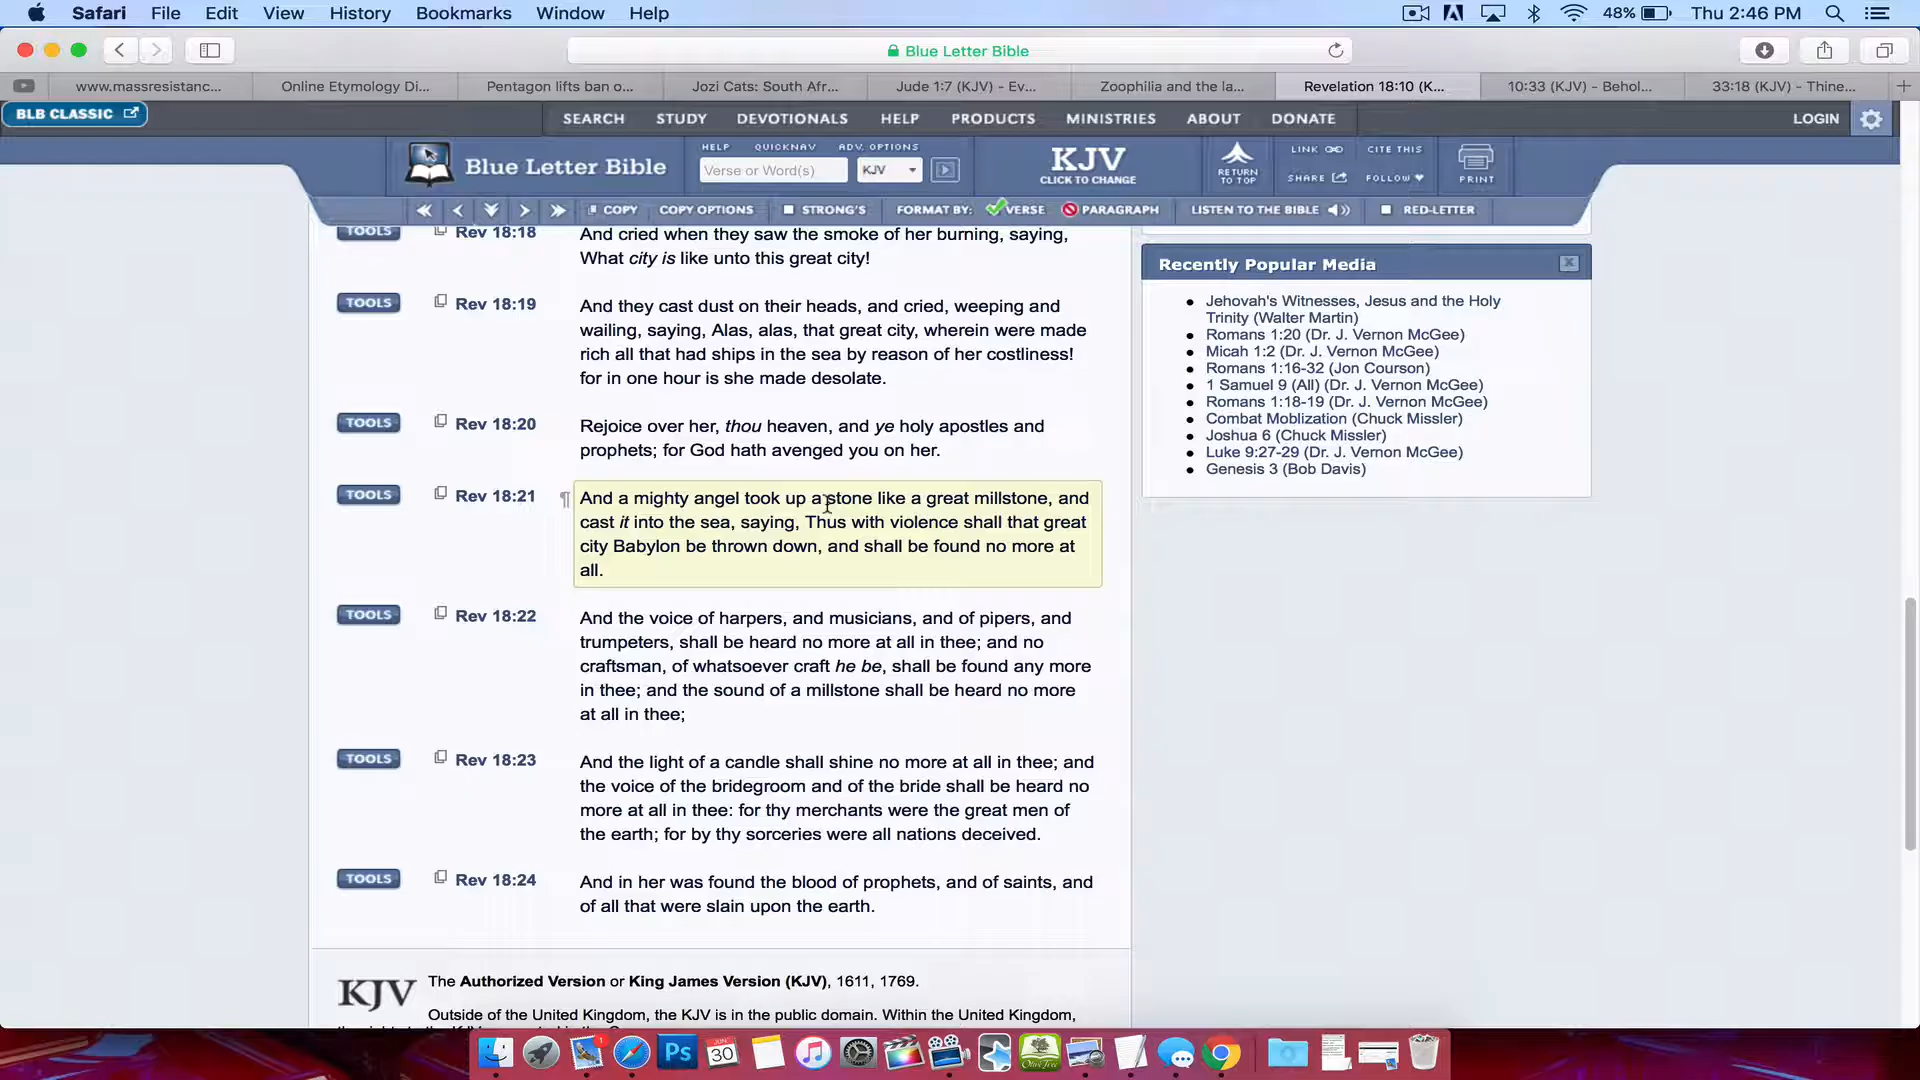 Safari File Edit View History Bookmarks Window Help 48% Thu 2:46 PM
Blue Letter Bible
www.massresistanc... Online Etymology Di... Pentagon lifts ban o... Jozi Cats: South Afr... Jude 1:7 (KJV) - Ev... Zoophilia and the la... Revelation 18:10 (K... 10:33 (KJV) - Behol... 33:18 (KJV) - Thine...
BLB CLASSIC SEARCH STUDY DEVOTIONALS HELP PRODUCTS MINISTRIES ABOUT DONATE LOGIN
HELP QUICKNAV ADV. OPTIONS
Blue Letter Bible Verse or Word(s) KJV
KJV
CLICK TO CHANGE
RETURN
TO TOP
LINK CITE THIS
SHARE FOLLOW
PRINT
COPY COPY OPTIONS STRONG'S FORMAT BY: VERSE PARAGRAPH LISTEN TO THE BIBLE RED-LETTER
TOOLS Rev 18:18 And cried when they saw the smoke of her burning, saying,
What city is like unto this great city!
TOOLS Rev 18:19 And they cast dust on their heads, and cried, weeping and
wailing, saying, Alas, alas, that great city, wherein were made
rich all that had ships in the sea by reason of her costliness!
for in one hour is she made desolate.
TOOLS Rev 18:20 Rejoice over her, thou heaven, and ye holy apostles and
prophets; for God hath avenged you on her.
TOOLS Rev 18:21 ¶ And a mighty angel took up a stone like a great millstone, and
cast it into the sea, saying, Thus with violence shall that great
city Babylon be thrown down, and shall be found no more at
all.
TOOLS Rev 18:22 And the voice of harpers, and musicians, and of pipers, and
trumpeters, shall be heard no more at all in thee; and no
craftsman, of whatsoever craft he be, shall be found any more
in thee; and the sound of a millstone shall be heard no more
at all in thee;
TOOLS Rev 18:23 And the light of a candle shall shine no more at all in thee; and
the voice of the bridegroom and of the bride shall be heard no
more at all in thee: for thy merchants were the great men of
the earth; for by thy sorceries were all nations deceived.
TOOLS Rev 18:24 And in her was found the blood of prophets, and of saints, and
of all that were slain upon the earth.
KJV The Authorized Version or King James Version (KJV), 1611, 1769.
Outside of the United Kingdom, the KJV is in the public domain. Within the United Kingdom,
Recently Popular Media
Jehovah's Witnesses, Jesus and the Holy
Trinity (Walter Martin)
Romans 1:20 (Dr. J. Vernon McGee)
Micah 1:2 (Dr. J. Vernon McGee)
Romans 1:16-32 (Jon Courson)
1 Samuel 9 (All) (Dr. J. Vernon McGee)
Romans 1:18-19 (Dr. J. Vernon McGee)
Combat Moblization (Chuck Missler)
Joshua 6 (Chuck Missler)
Luke 9:27-29 (Dr. J. Vernon McGee)
Genesis 3 (Bob Davis)
1 Ps JUN 30 Olive Tree